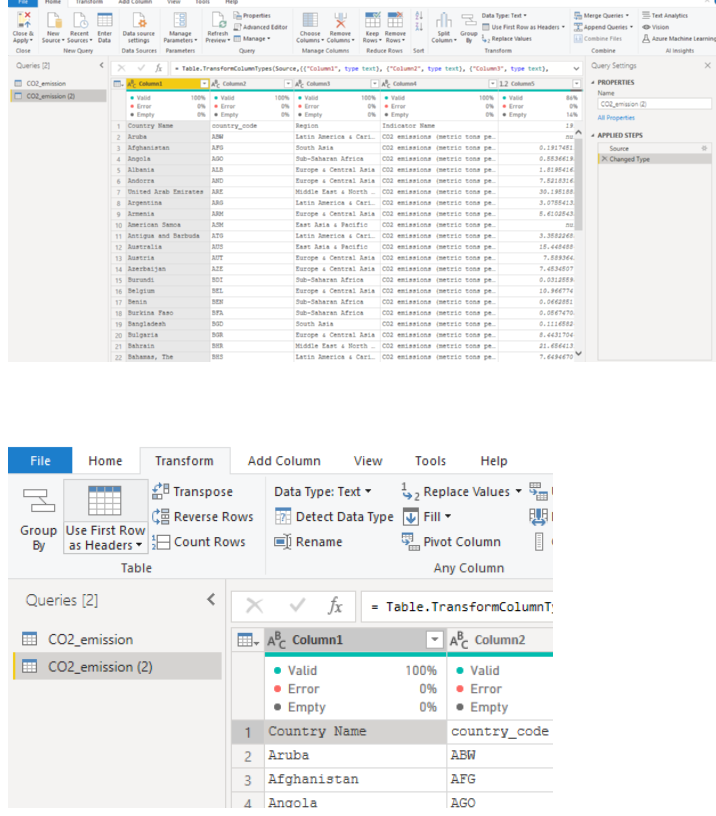 File Home Transform Add Column View Tools Help
Close & Apply New Source Recent Sources Enter Data Data source settings Manage Parameters Refresh Preview Properties Advanced Editor Manage Choose Columns Remove Columns Keep Rows Remove Rows Split Column Group By Data Type: Text Use First Row as Headers Replace Values Merge Queries Append Queries Combine Files Text Analytics Vision Azure Machine Learning
Close New Query Data Sources Parameters Query Manage Columns Reduce Rows Sort Transform Combine AI Insights
Queries [2] = Table.TransformColumnTypes(Source,{{"Column1", type text}, {"Column2", type text}, {"Column3", type text}, Query Settings
CO2_emission
CO2_emission (2)
Column1 Column2 Column3 Column4 1.2 Column5
Valid 100% Valid 100% Valid 100% Valid 100% Valid 84%
Error 0% Error 0% Error 0% Error 0% Error 0%
Empty 0% Empty 0% Empty 0% Empty 0% Empty 16%
1 Country Name country_code Region Indicator Name 19
2 Aruba ABW Latin America & Cari... CO2 emissions (metric tons pe... nu
3 Afghanistan AFG South Asia CO2 emissions (metric tons pe... 0.1917451
4 Angola AGO Sub-Saharan Africa CO2 emissions (metric tons pe... 0.5536619
5 Albania ALB Europe & Central Asia CO2 emissions (metric tons pe... 1.8195416
6 Andorra AND Europe & Central Asia CO2 emissions (metric tons pe... 7.5218316
7 United Arab Emirates ARE Middle East & North ... CO2 emissions (metric tons pe... 30.195188
8 Argentina ARG Latin America & Cari... CO2 emissions (metric tons pe... 3.0755413
9 Armenia ARM Europe & Central Asia CO2 emissions (metric tons pe... 5.6102543
10 American Samoa ASM East Asia & Pacific CO2 emissions (metric tons pe... nu
11 Antigua and Barbuda ATG Latin America & Cari... CO2 emissions (metric tons pe... 3.3582268
12 Australia AUS East Asia & Pacific CO2 emissions (metric tons pe... 15.448488
13 Austria AUT Europe & Central Asia CO2 emissions (metric tons pe... 7.589364
14 Azerbaijan AZE Europe & Central Asia CO2 emissions (metric tons pe... 7.4534507
15 Burundi BDI Sub-Saharan Africa CO2 emissions (metric tons pe... 0.0312559
16 Belgium BEL Europe & Central Asia CO2 emissions (metric tons pe... 10.966774
17 Benin BEN Sub-Saharan Africa CO2 emissions (metric tons pe... 0.0662851
18 Burkina Faso BFA Sub-Saharan Africa CO2 emissions (metric tons pe... 0.0567470
19 Bangladesh BGD South Asia CO2 emissions (metric tons pe... 0.1116582
20 Bulgaria BGR Europe & Central Asia CO2 emissions (metric tons pe... 8.4431704
21 Bahrain BHR Middle East & North ... CO2 emissions (metric tons pe... 21.656413
22 Bahamas, The BHS Latin America & Cari... CO2 emissions (metric tons pe... 7.6494670
PROPERTIES
Name
CO2_emission (2)
All Properties
APPLIED STEPS
Source
Changed Type
File Home Transform Add Column View Tools Help
Transpose Data Type: Text Replace Values
Group By Use First Row as Headers Reverse Rows Detect Data Type Fill
Count Rows Rename Pivot Column
Table Any Column
Queries [2] fx = Table.TransformColumnTy
CO2_emission
CO2_emission (2)
Column1 Column2
Valid 100% Valid
Error 0% Error
Empty 0% Empty
1 Country Name country_code
2 Aruba ABW
3 Afghanistan AFG
4 Angola AGO